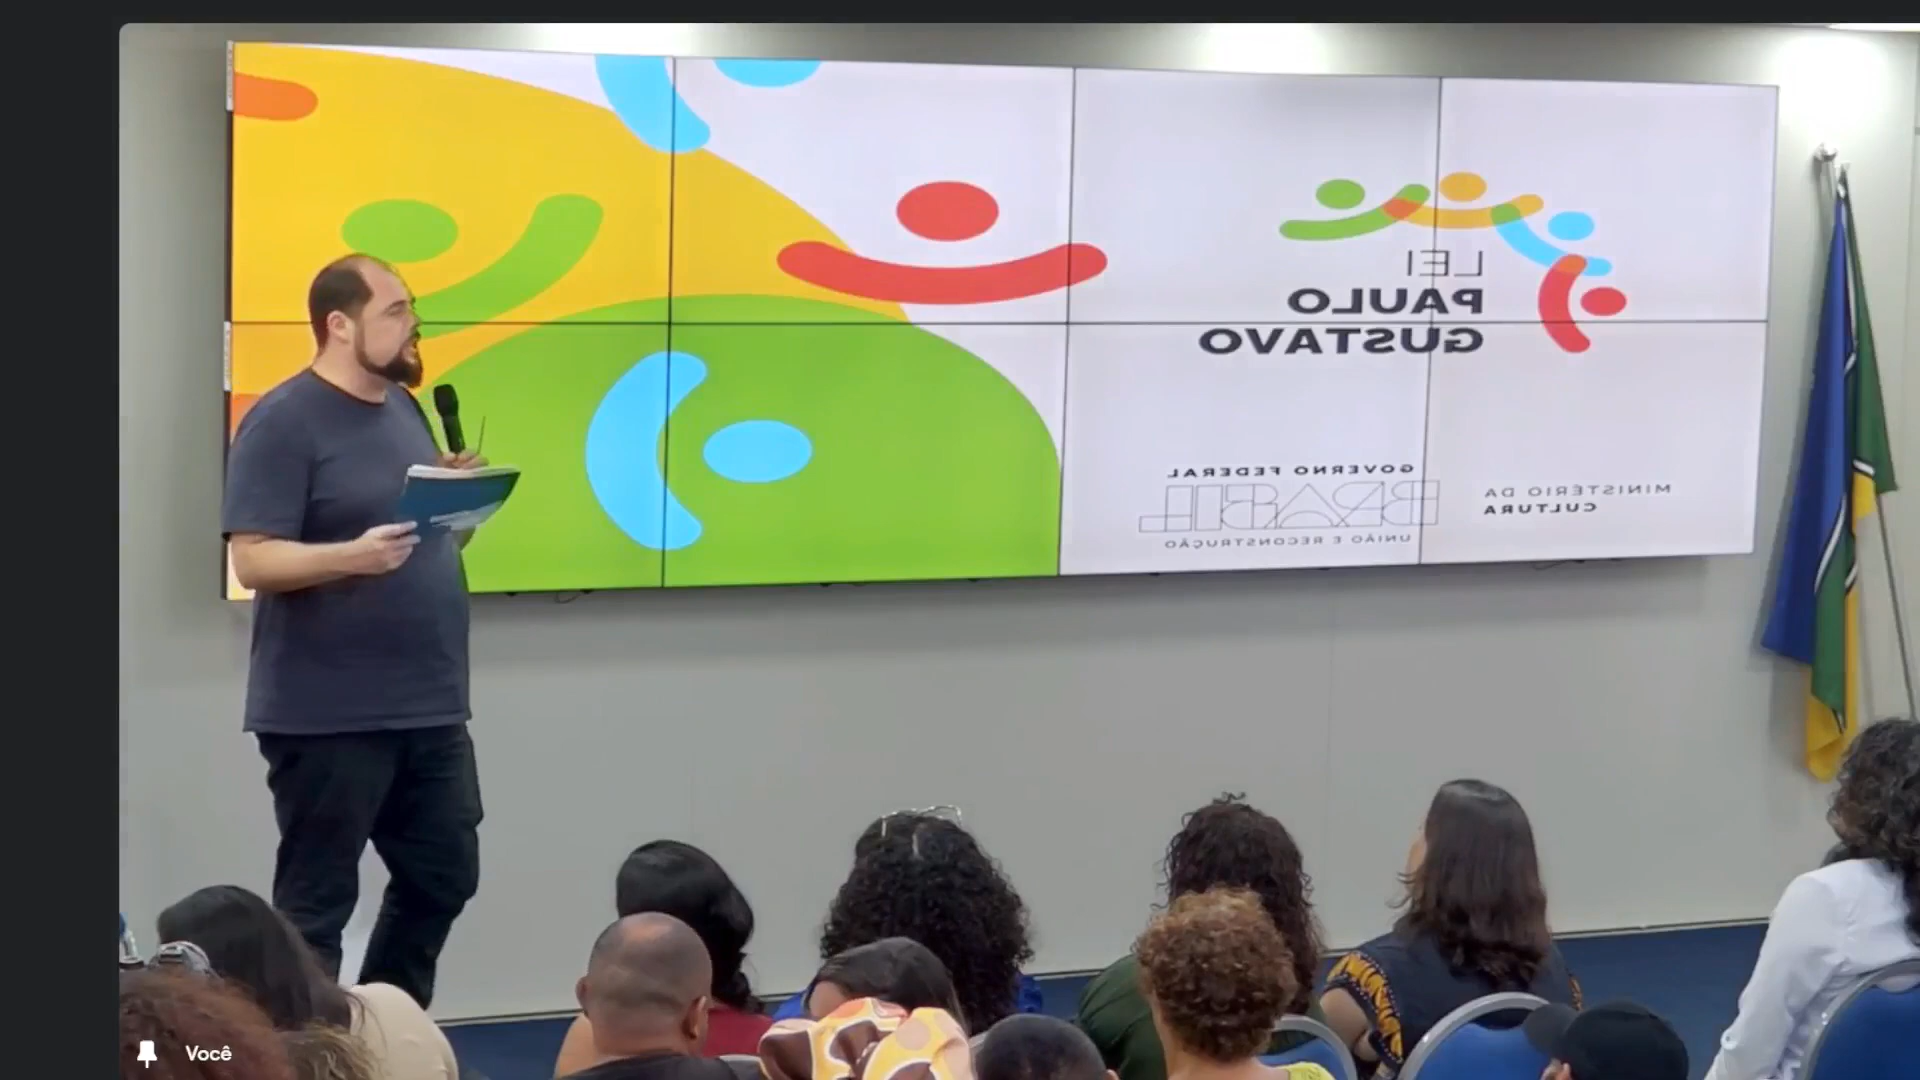 LEI
PAULO
GUSTAVO
GOVERNO FEDERAL
BRASIL
UNIÃO E RECONSTRUÇÃO
MINISTÉRIO DA
CULTURA
Você